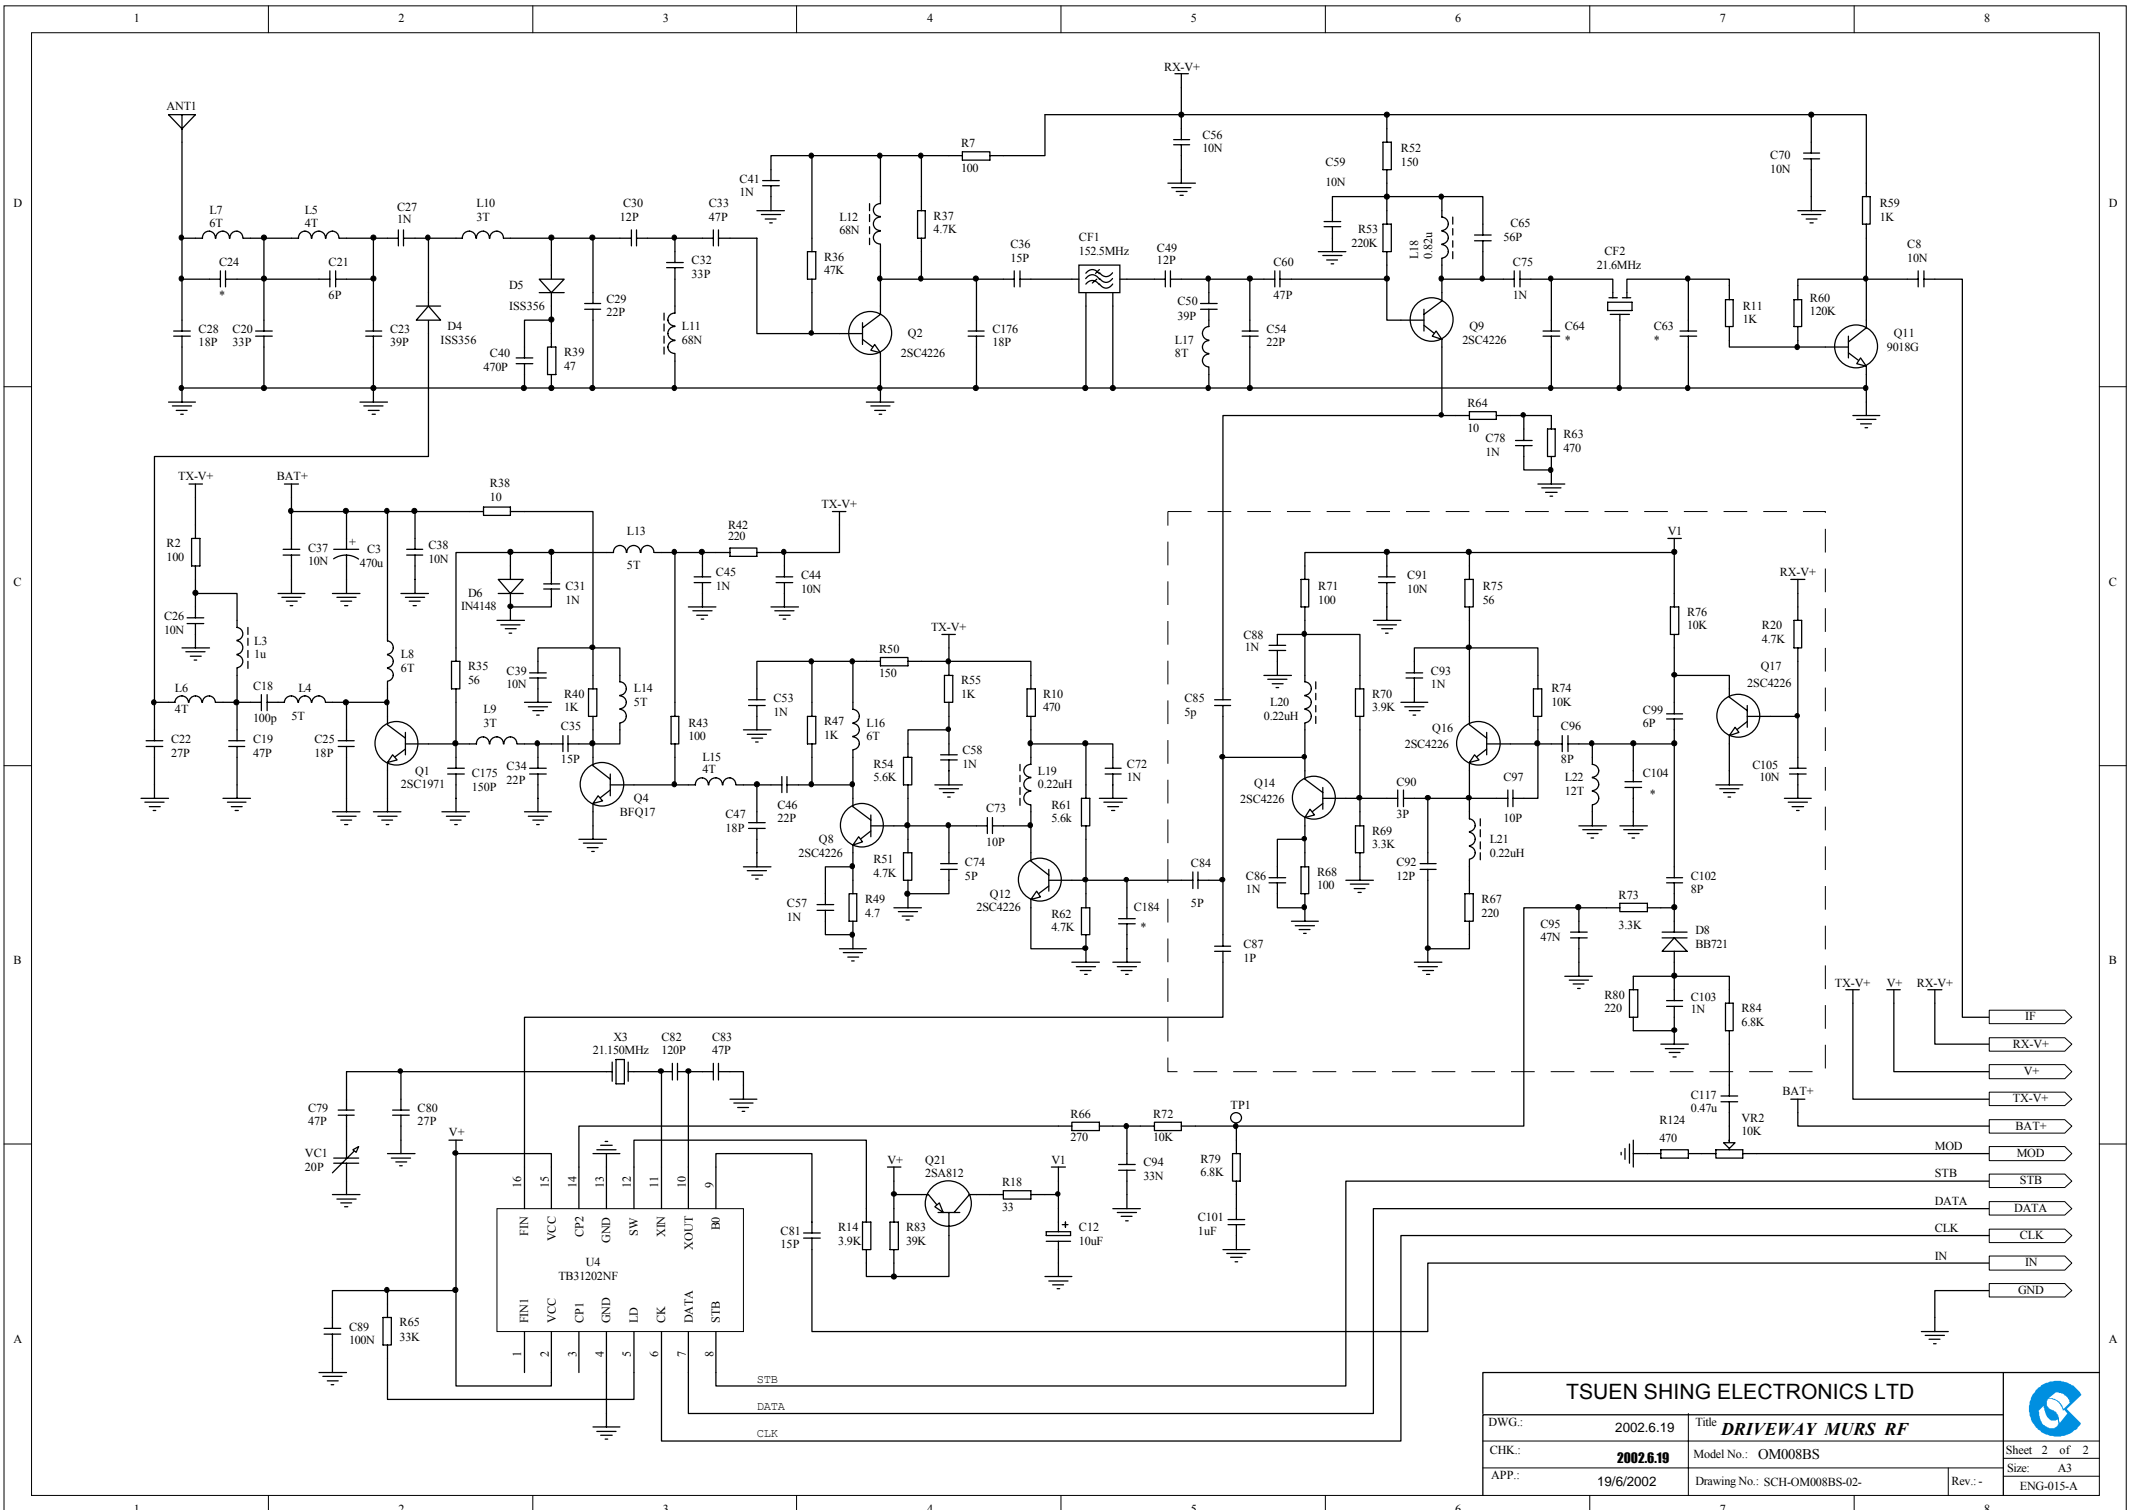 1 2 3 4 5 6 7 8
D D
C C
B B
A A
ANT1
RX-V+
L7
6T
L5
4T
C27
1N
L10
3T
C30
12P
C33
47P
C41
1N
R7
100
C56
10N
C59
10N
R52
150
C70
10N
R59
1K
C24
*
C21
6P
D5
ISS356
C32
33P
L12
68N
R37
4.7K
R36
47K
C36
15P
CF1
152.5MHz
C49
12P
C60
47P
R53
220K
L18
0.82u
C65
56P
C75
1N
CF2
21.6MHz
C8
10N
C28
18P
C20
33P
C23
39P
D4
ISS356
C40
470P
R39
47
C29
22P
L11
68N
Q2
2SC4226
C176
18P
C50
39P
L17
8T
C54
22P
Q9
2SC4226
C64
*
C63
*
R11
1K
R60
120K
Q11
9018G
R64
10
C78
1N
R63
470
TX-V+
BAT+
R38
10
TX-V+
R2
100
C37
10N
+
C3
470u
C38
10N
L13
5T
R42
220
D6
IN4148
C31
1N
C45
1N
C44
10N
C26
10N
L3
1u
L8
6T
R35
56
C39
10N
R40
1K
L14
5T
R43
100
L6
4T
C18
100p
L4
5T
L9
3T
C35
15P
C22
27P
C19
47P
C25
18P
Q1
2SC1971
C175
150P
C34
22P
Q4
BFQ17
L15
4T
C47
18P
C46
22P
TX-V+
R50
150
C53
1N
R47
1K
L16
6T
R55
1K
R10
470
R54
5.6K
C58
1N
L19
0.22uH
C72
1N
C73
10P
R61
5.6k
Q8
2SC4226
R51
4.7K
C74
5P
Q12
2SC4226
C57
1N
R49
4.7
R62
4.7K
C184
*
C84
5P
C85
5p
C87
1P
V1
R71
100
C91
10N
R75
56
R76
10K
RX-V+
R20
4.7K
C88
1N
L20
0.22uH
R70
3.9K
C93
1N
R74
10K
Q17
2SC4226
Q16
2SC4226
C99
6P
C96
8P
Q14
2SC4226
C90
3P
C97
10P
L22
12T
C104
*
C105
10N
R69
3.3K
C92
12P
L21
0.22uH
C86
1N
R68
100
R67
220
C102
8P
R73
3.3K
C95
47N
D8
BB721
R80
220
C103
1N
R84
6.8K
TX-V+ V+ RX-V+
IF
RX-V+
V+
TX-V+
BAT+
MOD MOD
STB STB
DATA DATA
CLK CLK
IN IN
GND
X3
21.150MHz
C82
120P
C83
47P
C79
47P
C80
27P
VC1
20P
V+
C117
0.47u
BAT+
R124
470
VR2
10K
R66
270
R72
10K
TP1
C94
33N
R79
6.8K
C101
1uF
V+
Q21
2SA812
R18
33
V1
+
C12
10uF
C81
15P
R14
3.9K
R83
39K
16 15 14 13 12 11 10 9
FIN VCC CP2 GND SW XIN XOUT B0
U4
TB31202NF
FIN1 VCC CP1 GND LD CK DATA STB
1 2 3 4 5 6 7 8
C89
100N
R65
33K
STB
DATA
CLK
TSUEN SHING ELECTRONICS LTD
DWG.: 2002.6.19 Title DRIVEWAY MURS RF
CHK.: 2002.6.19 Model No.: OM008BS
APP.: 19/6/2002 Drawing No.: SCH-OM008BS-02- Rev.: -
Sheet 2 of 2
Size: A3
ENG-015-A
1 2 3 4 5 6 7 8